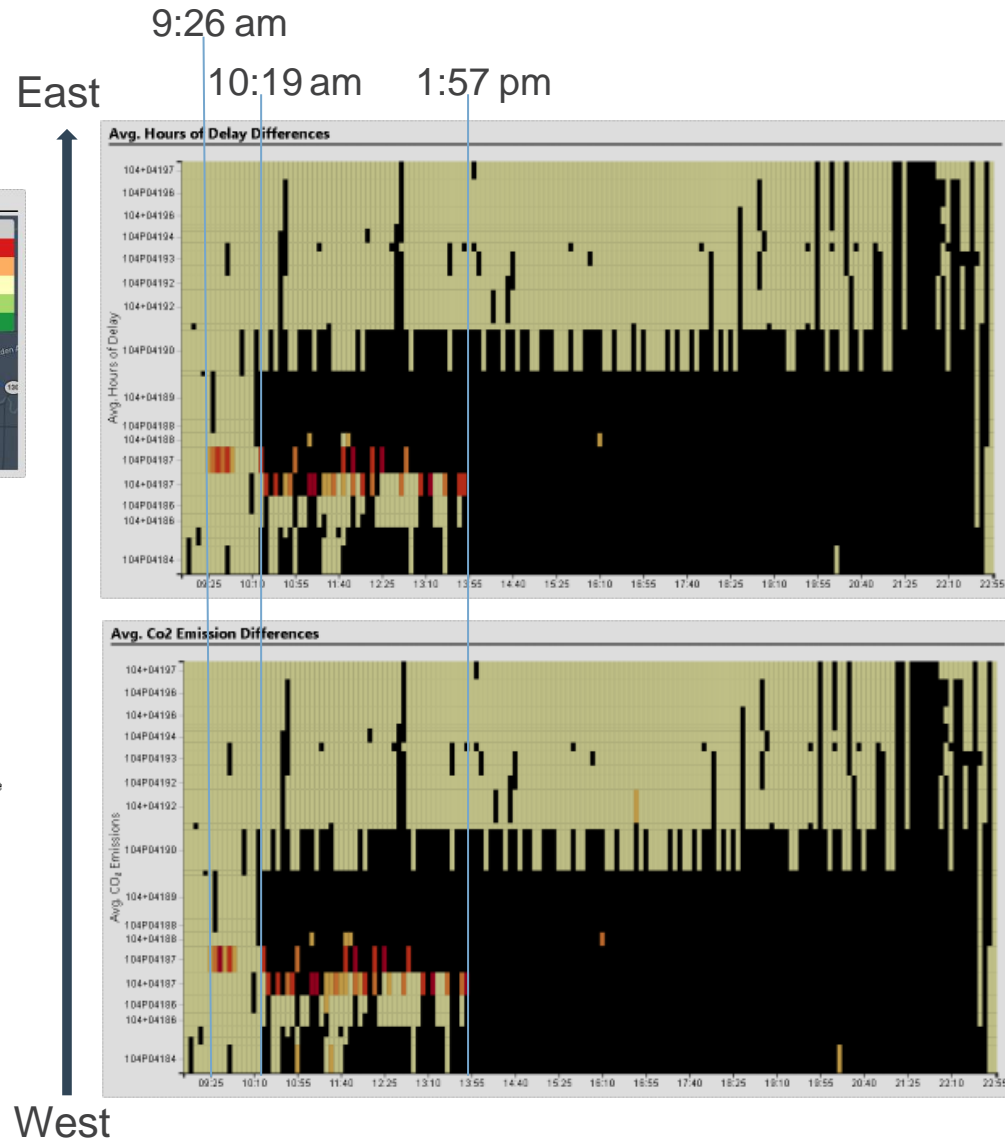 9:26 am
10:19 am 1:57 pm
East
Avg. Hours of Delay Differences
104+04197
104P04196
104+04196
104P04194
104P04193
104P04192
104+04192
104P04190
104+04189
104P04188
104+04188
104P04187
104+04187
104P04186
104+04186
104P04184
Avg. Hours of Delay
09:25 10:10 10:55 11:40 12:25 13:10 13:55 14:40 15:25 16:10 16:55 17:40 18:25 19:10 19:55 20:40 21:25 22:10 22:55
130
Avg. Co2 Emission Differences
104+04197
104P04196
104+04196
104P04194
104P04193
104P04192
104+04192
104P04190
104+04189
104P04188
104+04188
104P04187
104+04187
104P04186
104+04186
104P04184
Avg. CO₂ Emissions
09:25 10:10 10:55 11:40 12:25 13:10 13:55 14:40 15:25 16:10 16:55 17:40 18:25 19:10 19:55 20:40 21:25 22:10 22:55
West